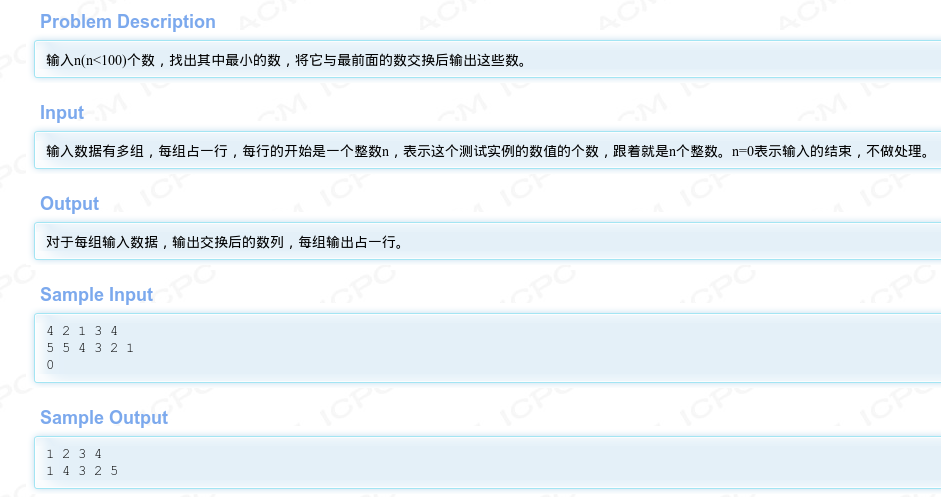 Problem Description
输入n(n<100)个数，找出其中最小的数，将它与最前面的数交换后输出这些数。
Input
输入数据有多组，每组占一行，每行的开始是一个整数n，表示这个测试实例的数值的个数，跟着就是n个整数。n=0表示输入的结束，不做处理。
Output
对于每组输入数据，输出交换后的数列，每组输出占一行。
Sample Input
4 2 1 3 4
5 5 4 3 2 1
0
Sample Output
1 2 3 4
1 4 3 2 5